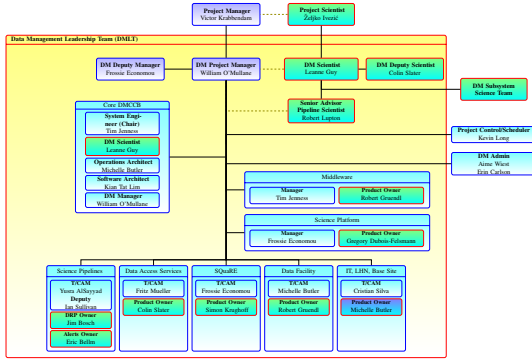 Project Manager
Victor Krabbendam
Project Scientist
Željko Ivezić
Data Management Leadership Team (DMLT)
DM Deputy Manager
Frossie Economou
DM Project Manager
William O'Mullane
DM Scientist
Leanne Guy
DM Deputy Scientist
Colin Slater
DM Subsystem
Science Team
Senior Advisor
Pipeline Scientist
Robert Lupton
Core DMCCB
System Engi-
neer (Chair)
Tim Jenness
DM Scientist
Leanne Guy
Operations Architect
Michelle Butler
Software Architect
Kian Tat Lim
DM Manager
William O'Mullane
Project Control/Scheduler
Kevin Long
DM Admin
Aime Wiest
Erin Carlson
Middleware
Manager
Tim Jenness
Product Owner
Robert Gruendl
Science Platform
Manager
Frossie Economou
Product Owner
Gregory Dubois-Felsmann
Science Pipelines
T/CAM
Yusra AlSayyad
Deputy
Ian Sullivan
DRP Owner
Jim Bosch
Alerts Owner
Eric Bellm
Data Access Services
T/CAM
Fritz Mueller
Product Owner
Colin Slater
SQuaRE
T/CAM
Frossie Economou
Product Owner
Simon Krughoff
Data Facility
T/CAM
Michelle Butler
Product Owner
Robert Gruendl
IT, LHN, Base Site
T/CAM
Cristian Silva
Product Owner
Michelle Butler